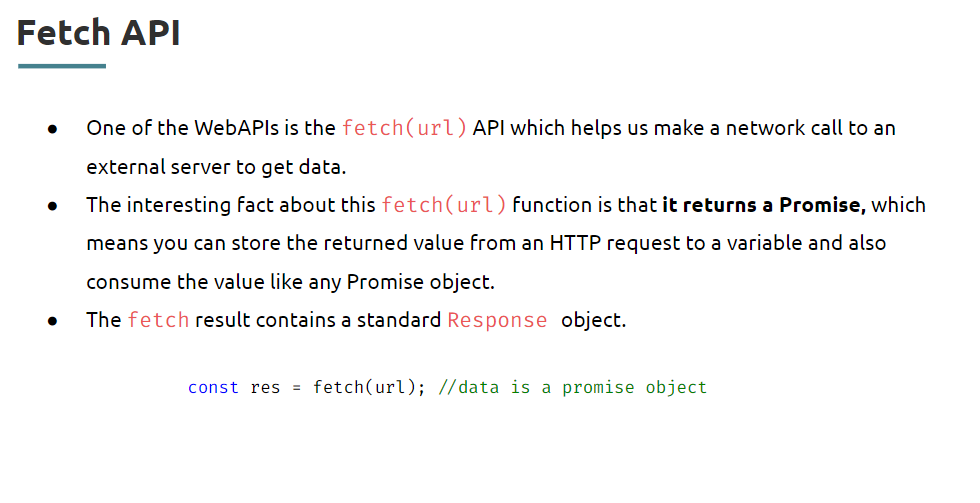 Fetch API
● One of the WebAPIs is the fetch(url) API which helps us make a network call to an
external server to get data.
● The interesting fact about this fetch(url) function is that it returns a Promise, which
means you can store the returned value from an HTTP request to a variable and also
consume the value like any Promise object.
● The fetch result contains a standard Response object.
const res = fetch(url); //data is a promise object